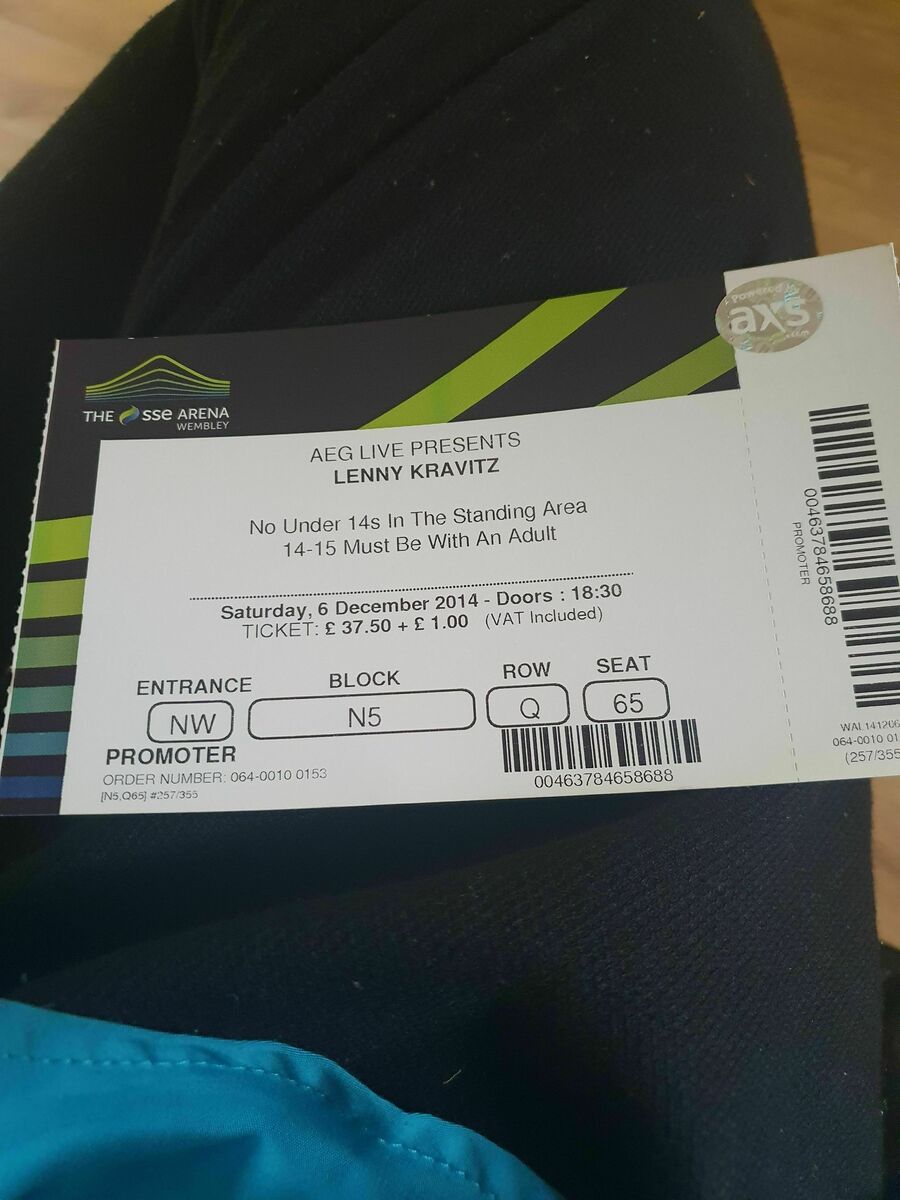 THE sse ARENA
WEMBLEY
AEG LIVE PRESENTS
LENNY KRAVITZ
No Under 14s In The Standing Area
14-15 Must Be With An Adult
Saturday, 6 December 2014 - Doors : 18:30
TICKET: £ 37.50 + £ 1.00 (VAT Included)
ENTRANCE BLOCK ROW SEAT
NW N5 Q 65
PROMOTER
ORDER NUMBER: 064-0010 0153
[N5,Q65] #257/355
00463784658688
Powered by
axs
00463784658688
PROMOTER
WAL141206
064-0010 01
(257/355